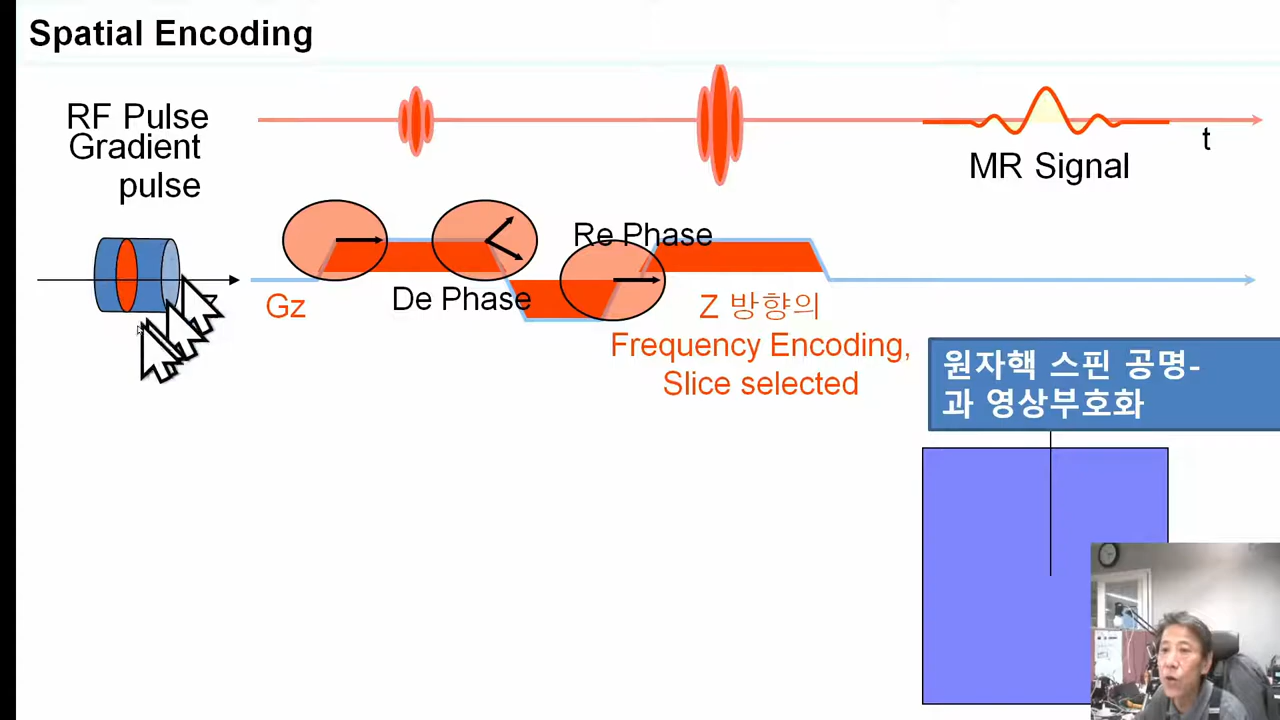 Spatial Encoding
RF Pulse
Gradient
pulse
t
MR Signal
Re Phase
De Phase
Gz
Z 방향의
Frequency Encoding,
Slice selected
원자핵 스핀 공명-
과 영상부호화